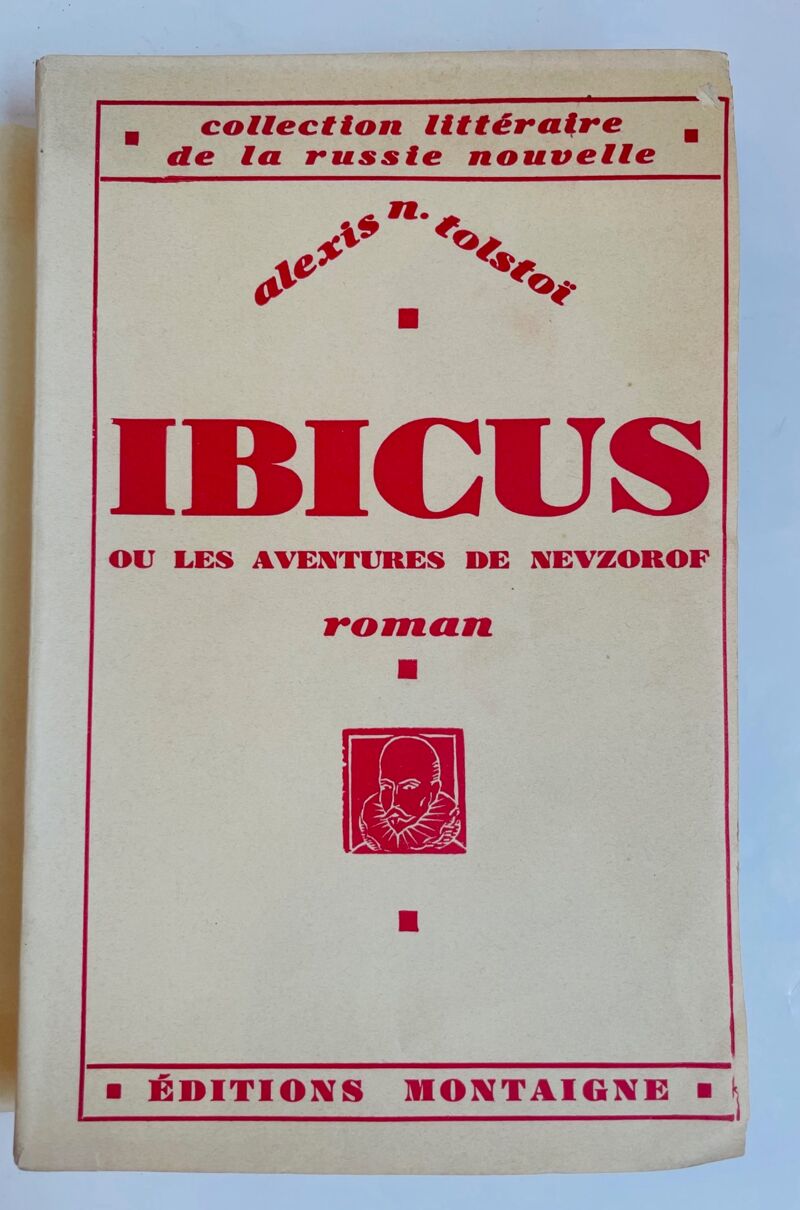 collection littéraire
de la russie nouvelle
alexis n. tolstoï
IBICUS
OU LES AVENTURES DE NEVZOROF
roman
ÉDITIONS MONTAIGNE